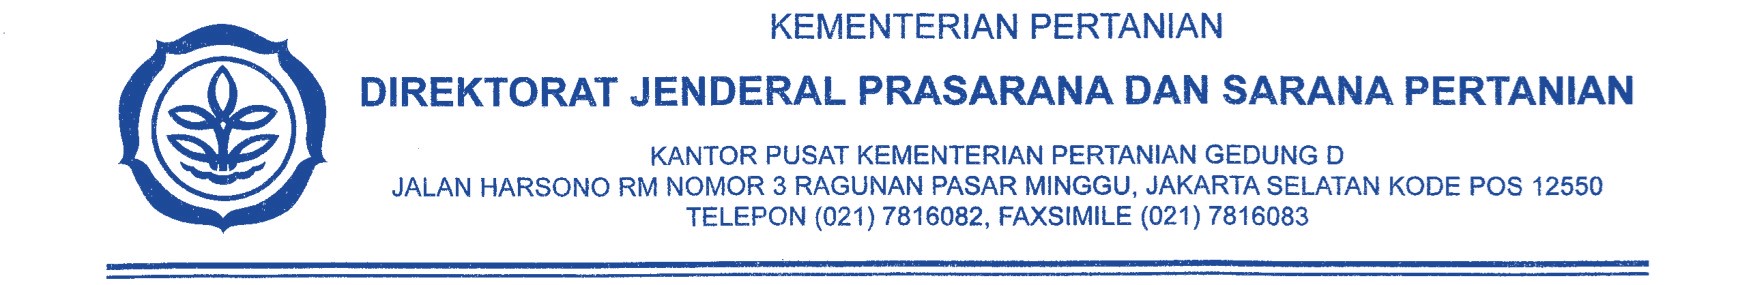 KEMENTERIAN PERTANIAN
DIREKTORAT JENDERAL PRASARANA DAN SARANA PERTANIAN
KANTOR PUSAT KEMENTERIAN PERTANIAN GEDUNG D
JALAN HARSONO RM NOMOR 3 RAGUNAN PASAR MINGGU, JAKARTA SELATAN KODE POS 12550
TELEPON (021) 7816082, FAXSIMILE (021) 7816083